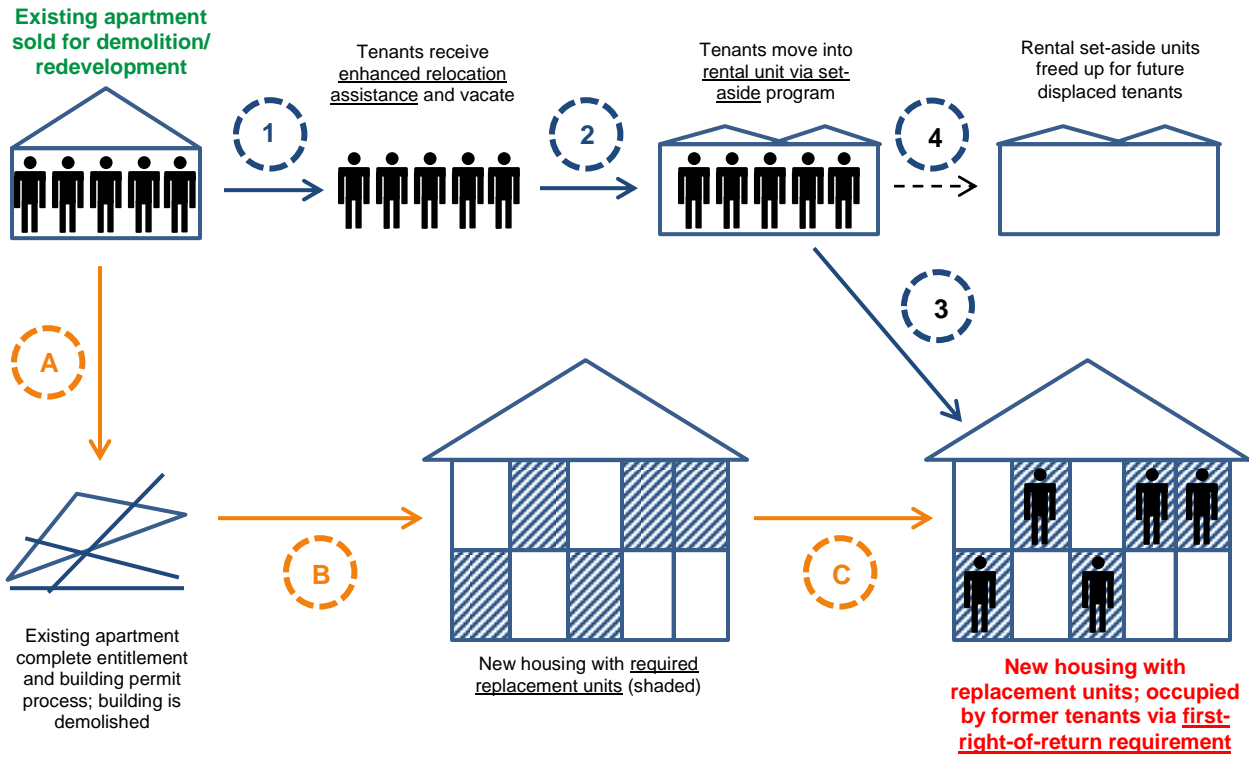 Existing apartment
sold for demolition/
redevelopment
Tenants receive
enhanced relocation
assistance and vacate
Tenants move into
rental unit via set-
aside program
Rental set-aside units
freed up for future
displaced tenants
1
2
4
3
A
B
C
Existing apartment
complete entitlement
and building permit
process; building is
demolished
New housing with required
replacement units (shaded)
New housing with
replacement units; occupied
by former tenants via first-
right-of-return requirement